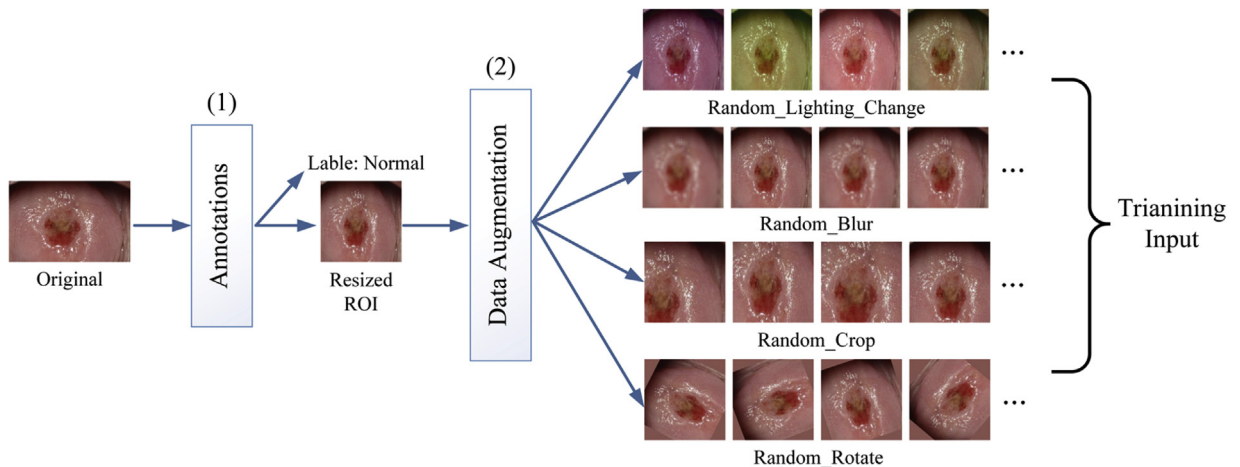 (1)
(2)
Original
Annotations
Lable: Normal
Resized
ROI
Data Augmentation
...
Random_Lighting_Change
...
Random_Blur
...
Random_Crop
...
Random_Rotate
Trianining
Input